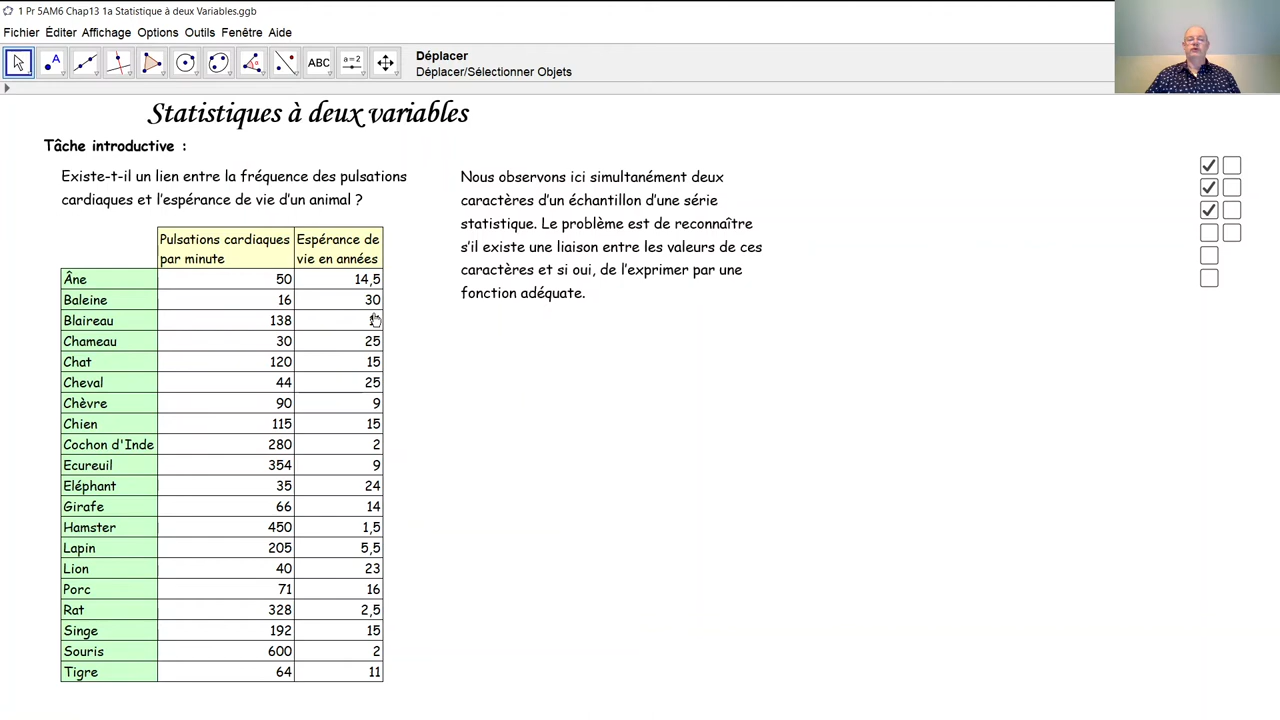 1 Pr 5AM6 Chap13 1a Statistique à deux Variables.ggb
Fichier Éditer Affichage Options Outils Fenêtre Aide
A
ABC
a=2
Déplacer
Déplacer/Sélectionner Objets
Statistiques à deux variables
Tâche introductive :
Existe-t-il un lien entre la fréquence des pulsations
cardiaques et l'espérance de vie d'un animal ?
Pulsations cardiaques par minute Espérance de vie en années
Âne 50 14,5
Baleine 16 30
Blaireau 138
Chameau 30 25
Chat 120 15
Cheval 44 25
Chèvre 90 9
Chien 115 15
Cochon d'Inde 280 2
Ecureuil 354 9
Eléphant 35 24
Girafe 66 14
Hamster 450 1,5
Lapin 205 5,5
Lion 40 23
Porc 71 16
Rat 328 2,5
Singe 192 15
Souris 600 2
Tigre 64 11
Nous observons ici simultanément deux
caractères d'un échantillon d'une série
statistique. Le problème est de reconnaître
s'il existe une liaison entre les valeurs de ces
caractères et si oui, de l'exprimer par une
fonction adéquate.